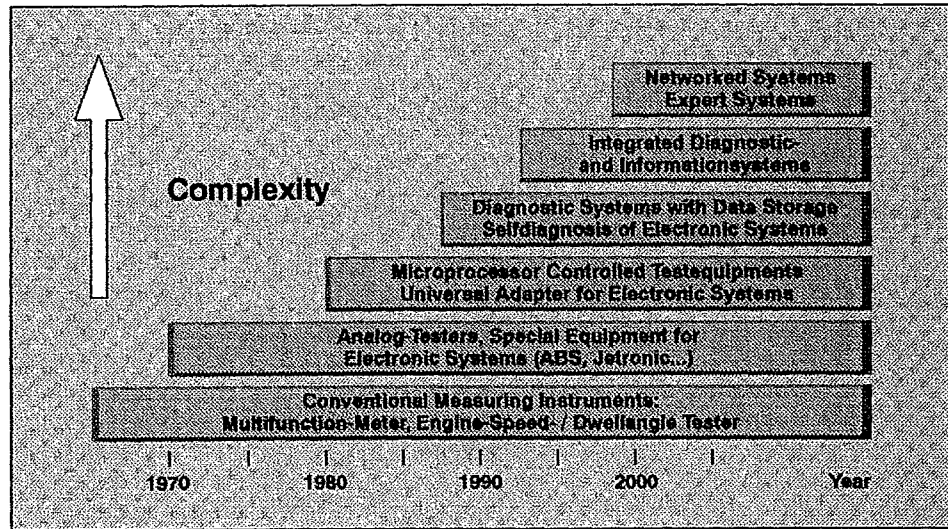 Networked Systems
Expert Systems
Integrated Diagnostic-
and Informationsystems
Complexity
Diagnostic Systems with Data Storage
Selfdiagnosis of Electronic Systems
Microprocessor Controlled Testequipments
Universal Adapter for Electronic Systems
Analog-Testers, Special Equipment for
Electronic Systems (ABS, Jetronic...)
Conventional Measuring Instruments:
Multifunction-Meter, Engine-Speed- / Dwellangle Tester
1970 1980 1990 2000 Year